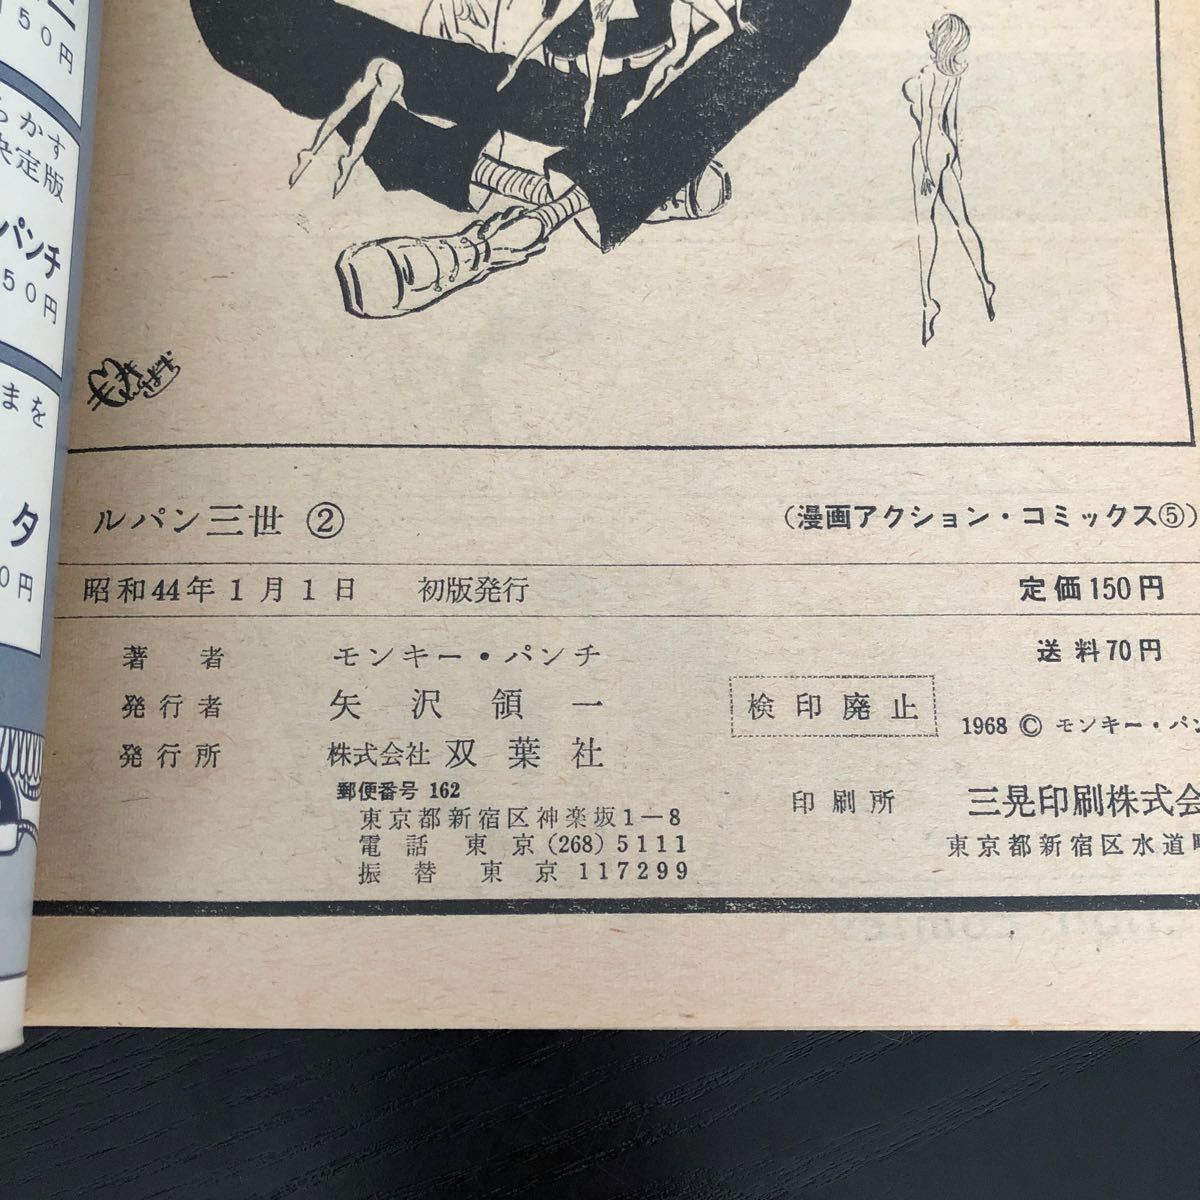 50円
らかす
決定版
パンチ
50円
まを
タ
0円
ルパン三世 ②
(漫画アクション・コミックス⑤)
昭和44年1月1日 初版発行
定価150円
送料70円
著者 モンキー・パンチ
発行者 矢沢領一
発行所 株式会社 双葉社
郵便番号 162
東京都新宿区神楽坂1−8
電話 東京(268)5111
振替 東京 117299
検印廃止
1968 © モンキー・パン
印刷所 三晃印刷株式会
東京都新宿区水道町